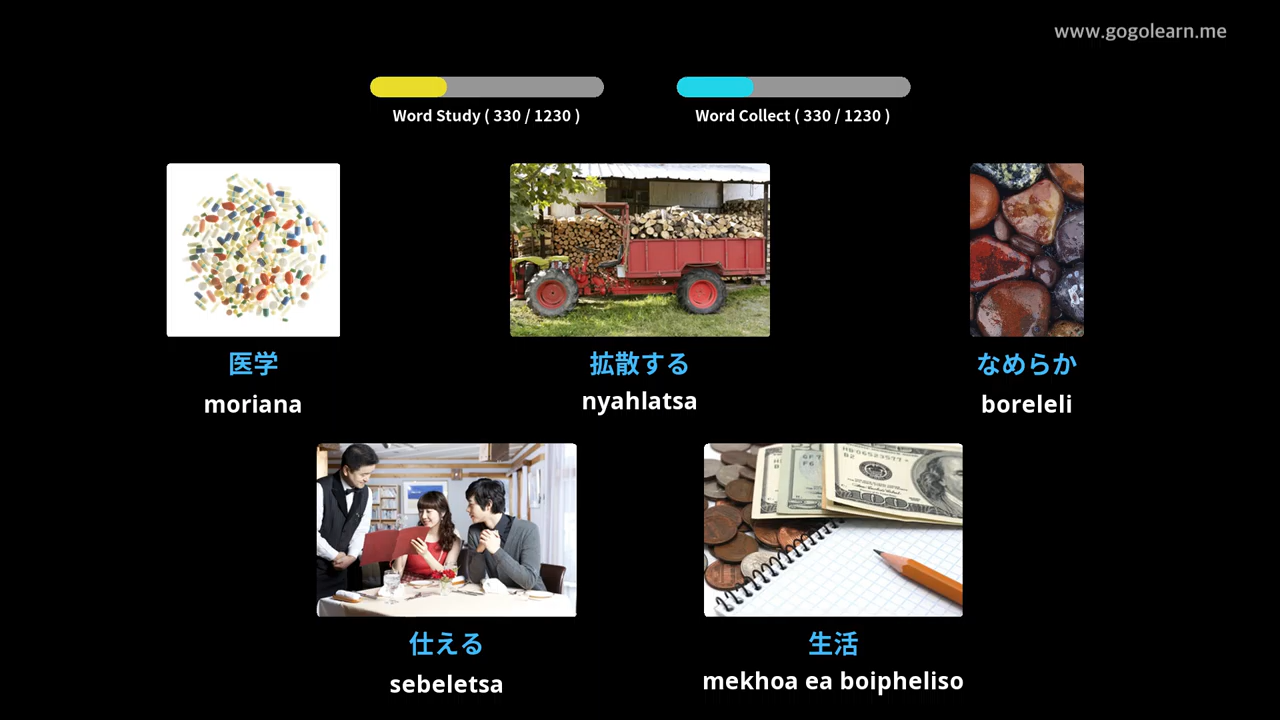 www.gogolearn.me
Word Study ( 330 / 1230 )
Word Collect ( 330 / 1230 )
医学
moriana
拡散する
nyahlatsa
なめらか
boreleli
仕える
sebeletsa
生活
mekhoa ea boipheliso